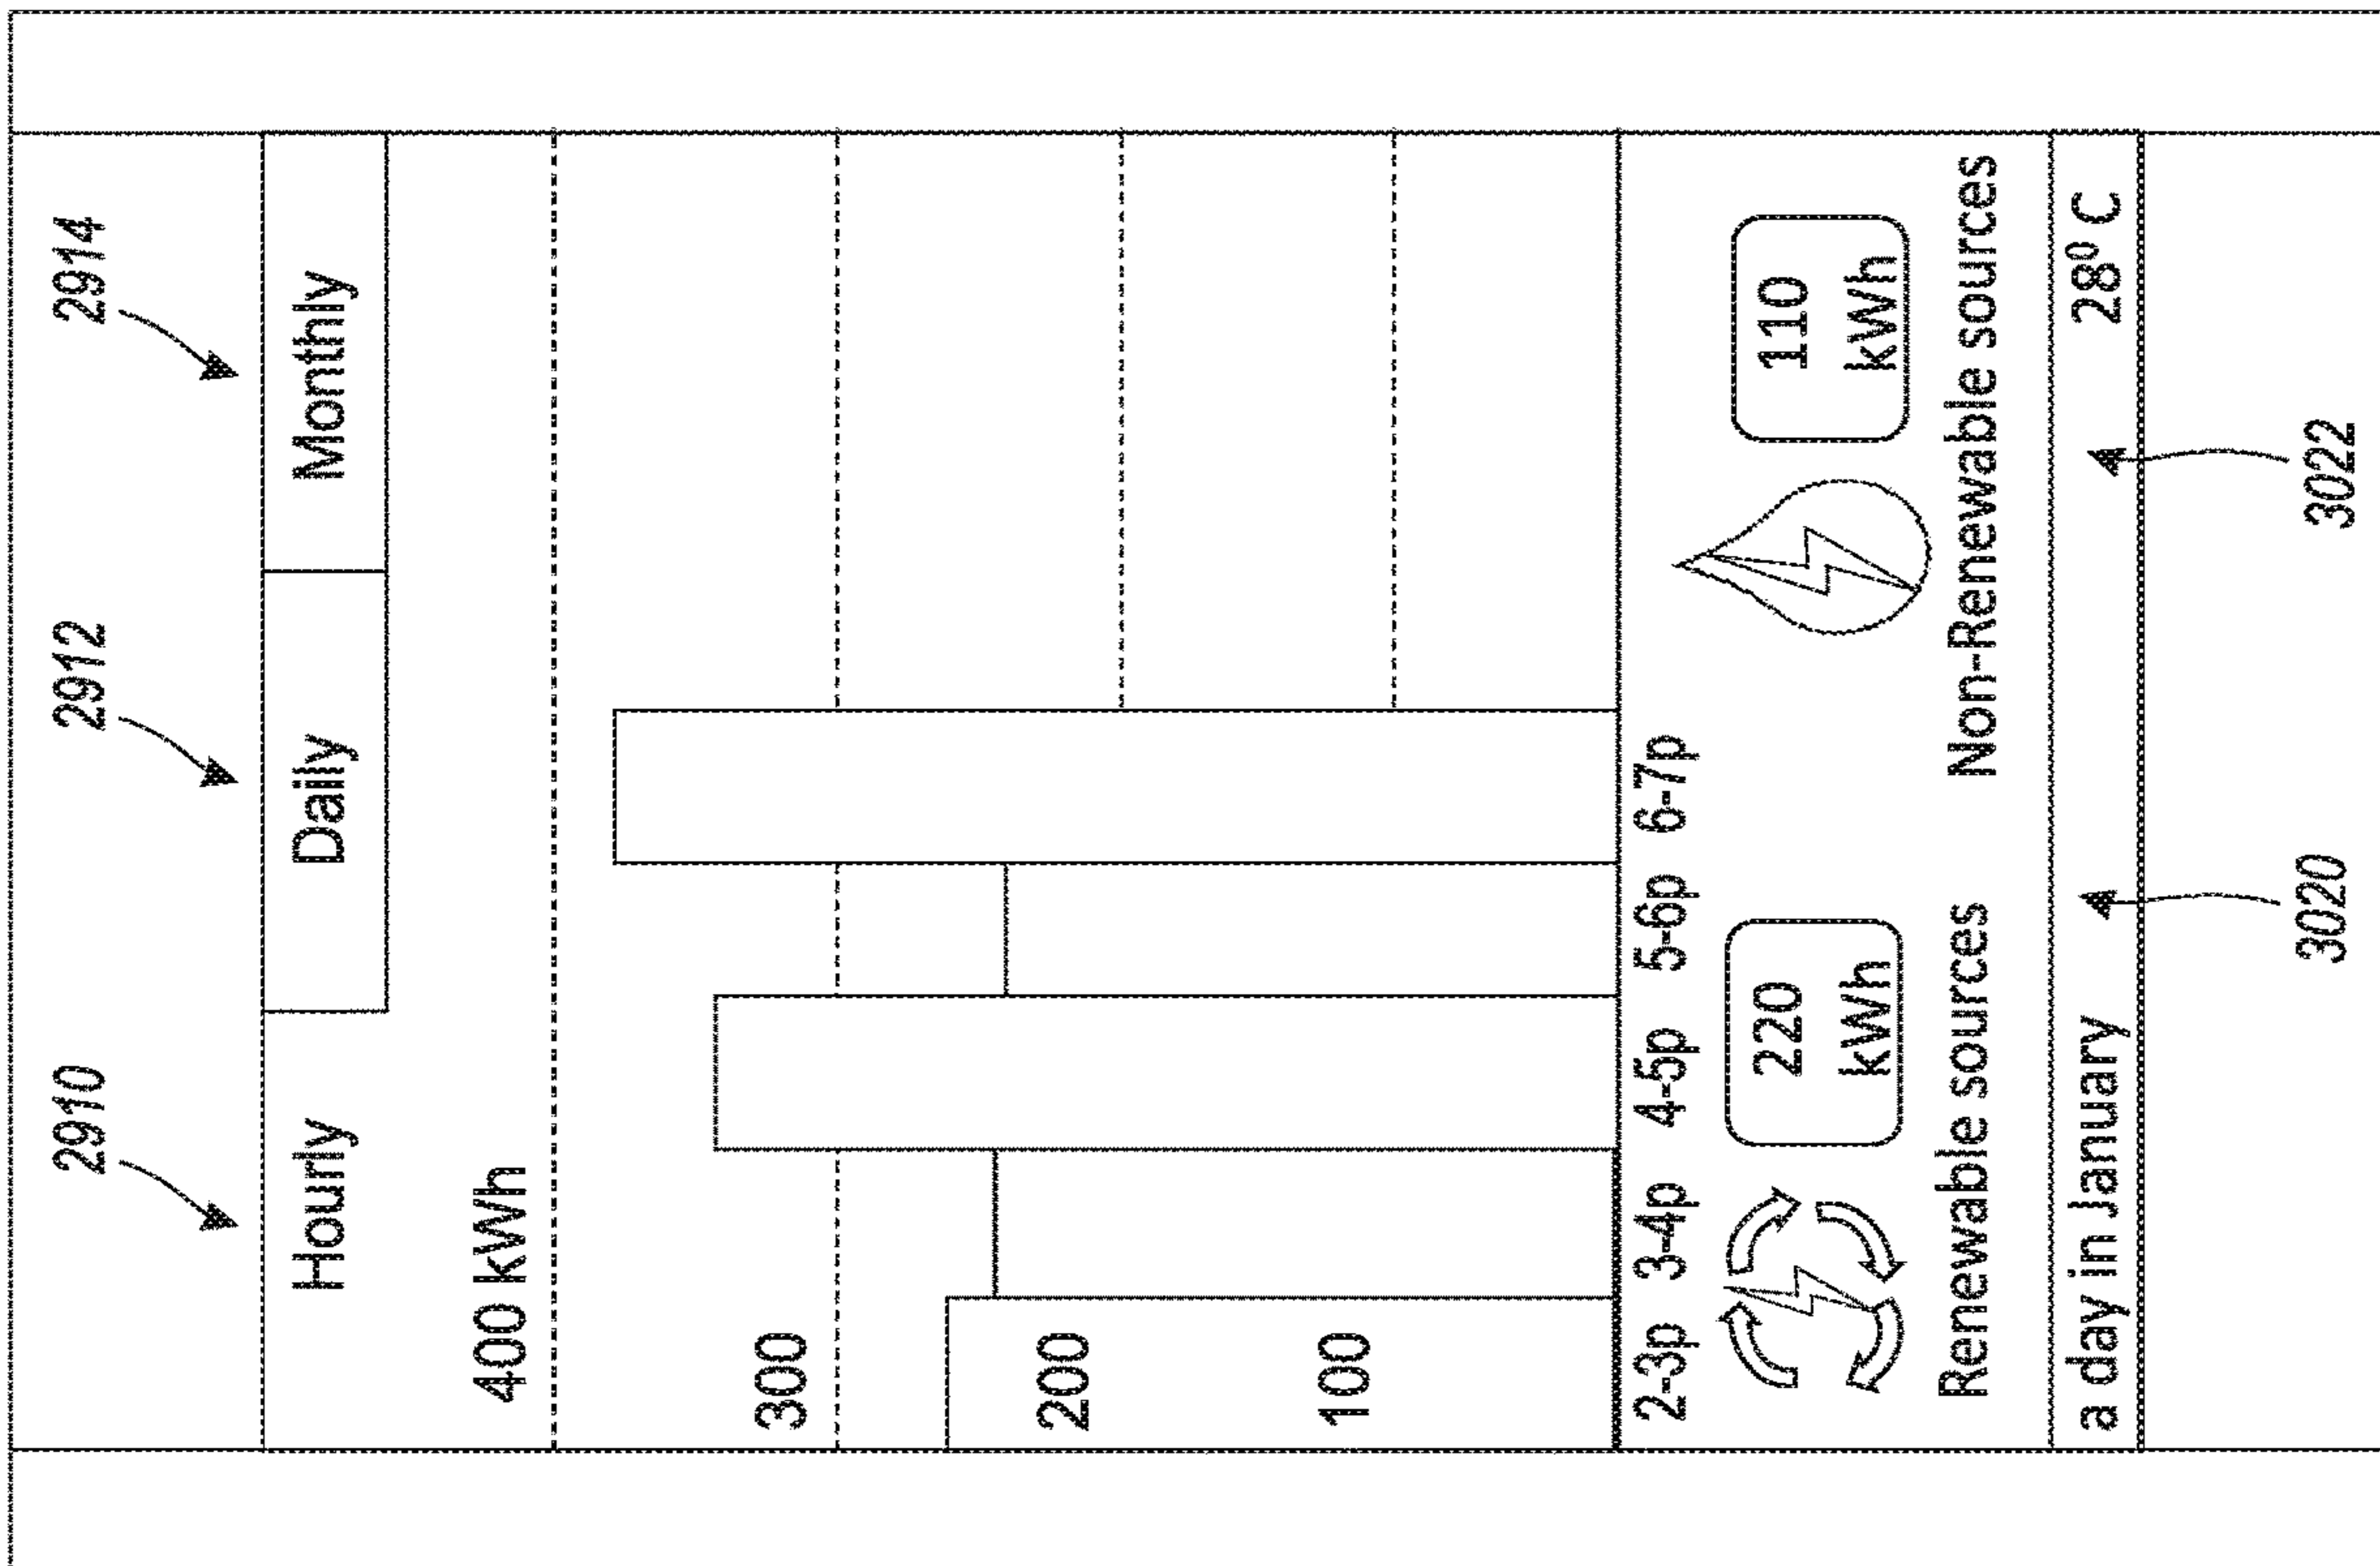 2910 2912 2914
Hourly Daily Monthly
400 kWh
300
200
100
2-3p 3-4p 4-5p 5-6p 6-7p
220 110
kWh kWh
Renewable sources Non-Renewable sources
a day in January 28⁰ C
3020 3022